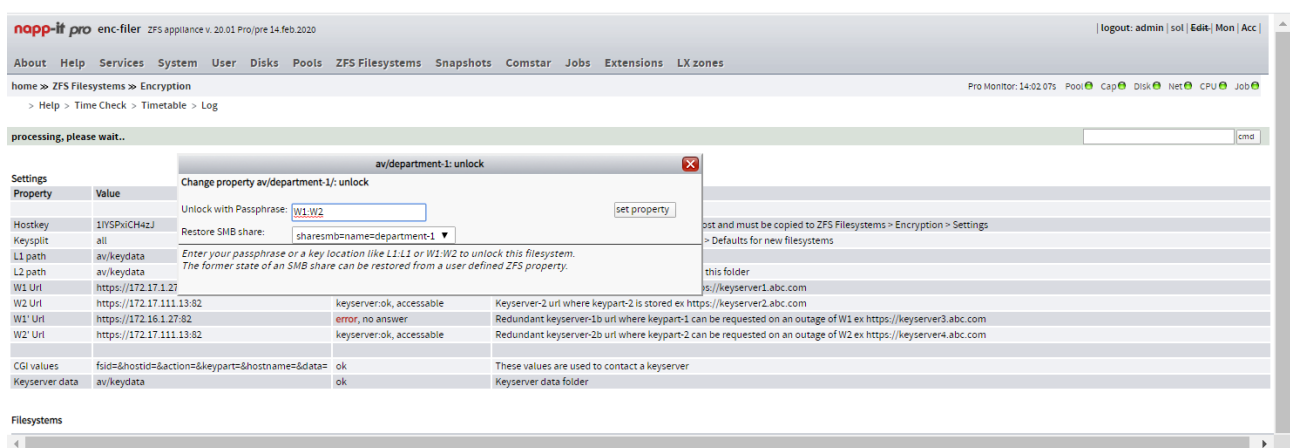 napp-it pro enc-filer ZFS appliance v. 20.01 Pro/pre 14.feb.2020 | logout: admin | sol | Edit | Mon | Acc |
About Help Services System User Disks Pools ZFS Filesystems Snapshots Comstar Jobs Extensions LX zones
home » ZFS Filesystems » Encryption Pro Monitor: 14:02 07s Pool Cap Disk Net CPU Job
> Help > Time Check > Timetable > Log
processing, please wait.. cmd
av/department-1: unlock
Change property av/department-1/: unlock
Unlock with Passphrase: W1:W2 set property
Restore SMB share: sharesmb=name=department-1
Enter your passphrase or a key location like L1:L1 or W1:W2 to unlock this filesystem.
The former state of an SMB share can be restored from a user defined ZFS property.
Settings
Property Value
Hostkey 1IYSPxiCH4zJ ost and must be copied to ZFS Filesystems > Encryption > Settings
Keysplit all > Defaults for new filesystems
L1 path av/keydata
L2 path av/keydata this folder
W1 Url https://172.17.1.27 ps://keyserver1.abc.com
W2 Url https://172.17.111.13:82 keyserver:ok, accessable Keyserver-2 url where keypart-2 is stored ex https://keyserver2.abc.com
W1' Url https://172.16.1.27:82 error, no answer Redundant keyserver-1b url where keypart-1 can be requested on an outage of W1 ex https://keyserver3.abc.com
W2' Url https://172.17.111.13:82 keyserver:ok, accessable Redundant keyserver-2b url where keypart-2 can be requested on an outage of W2 ex https://keyserver4.abc.com
CGI values fsid=&hostid=&action=&keypart=&hostname=&data= ok These values are used to contact a keyserver
Keyserver data av/keydata ok Keyserver data folder
Filesystems